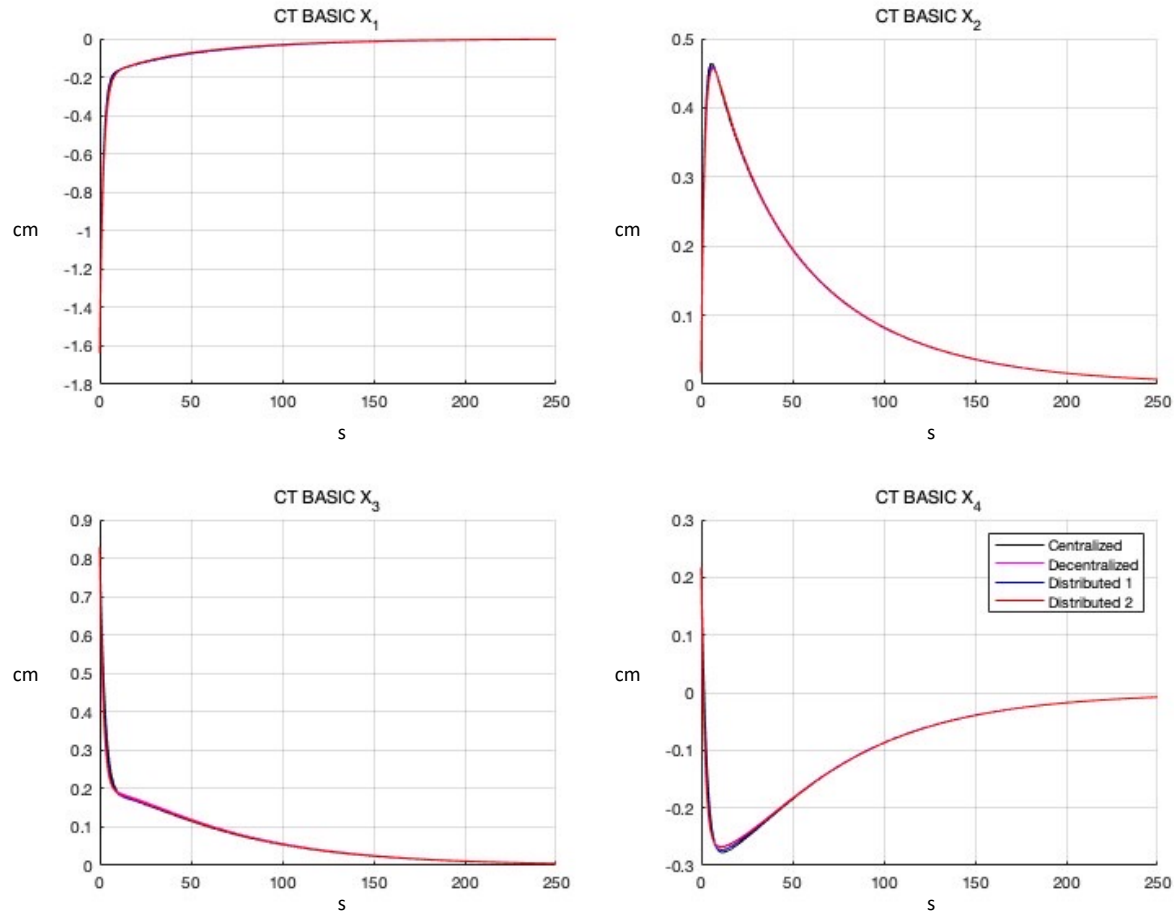 CT BASIC X1
0
-0.2
-0.4
-0.6
-0.8
-1
-1.2
-1.4
-1.6
-1.8
cm
0 50 100 150 200 250
s
CT BASIC X2
0.5
0.4
0.3
0.2
0.1
0
cm
0 50 100 150 200 250
s
CT BASIC X3
0.9
0.8
0.7
0.6
0.5
0.4
0.3
0.2
0.1
0
cm
0 50 100 150 200 250
s
CT BASIC X4
0.3
0.2
0.1
0
-0.1
-0.2
-0.3
cm
Centralized
Decentralized
Distributed 1
Distributed 2
0 50 100 150 200 250
s